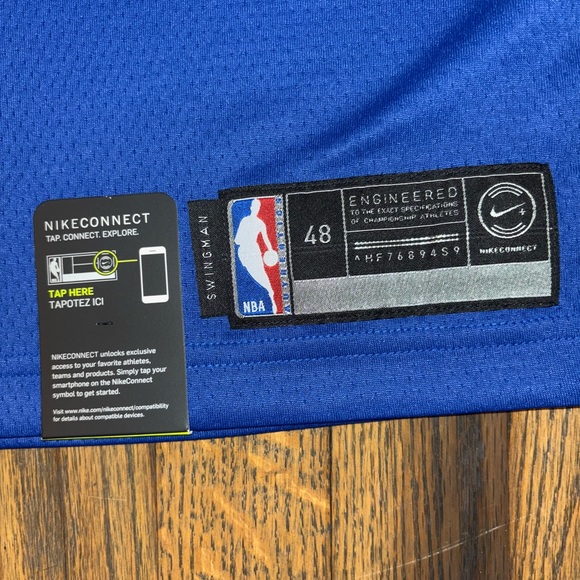 NIKECONNECT
TAP. CONNECT. EXPLORE.
TAP HERE
TAPOTEZ ICI
NIKECONNECT unlocks exclusive
access to your favorite athletes,
teams and products. Simply tap your
smartphone on the NikeConnect
symbol to get started.
Visit www.nike.com/nikeconnect/compatibility
for details about compatible devices.
SWINGMAN
NBA
AUTHENTICS
48
ENGINEERED
TO THE EXACT SPECIFICATIONS
OF CHAMPIONSHIP ATHLETES
AHF76894S9
NIKECONNECT